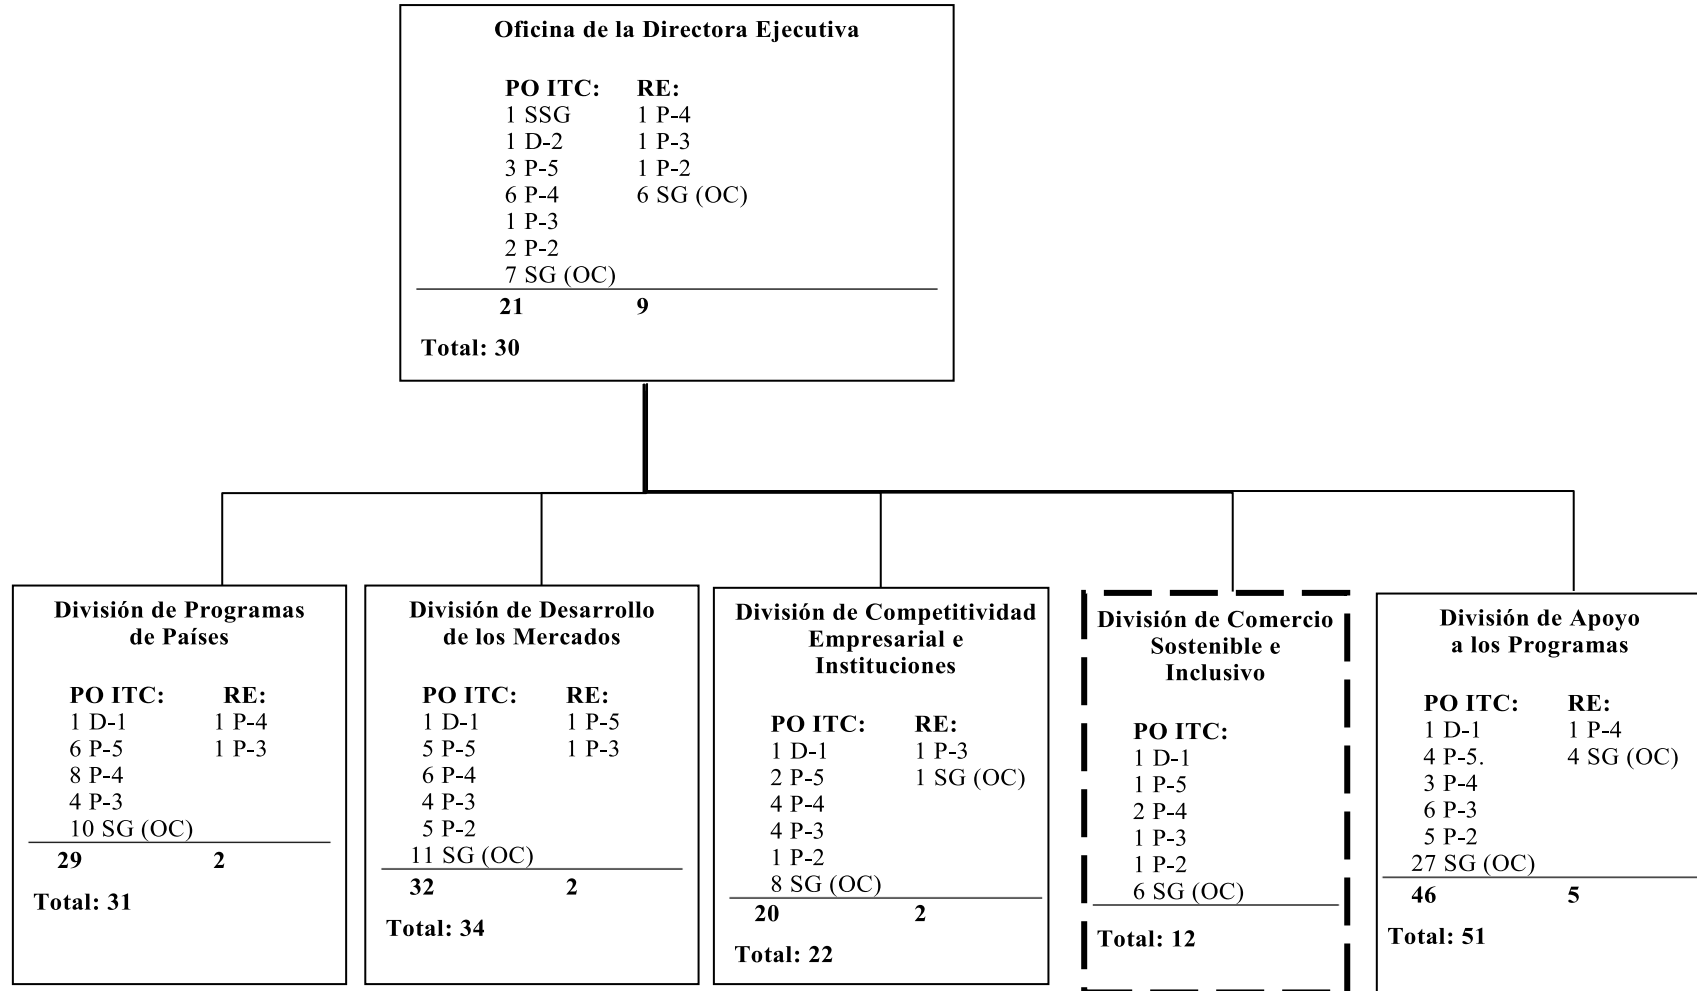 Oficina de la Directora Ejecutiva
PO ITC: RE:
1 SSG 1 P-4
1 D-2 1 P-3
3 P-5 1 P-2
6 P-4 6 SG (OC)
1 P-3
2 P-2
7 SG (OC)
21 9
Total: 30
División de Programas
de Países
PO ITC: RE:
1 D-1 1 P-4
6 P-5 1 P-3
8 P-4
4 P-3
10 SG (OC)
29 2
Total: 31
División de Desarrollo
de los Mercados
PO ITC: RE:
1 D-1 1 P-5
5 P-5 1 P-3
6 P-4
4 P-3
5 P-2
11 SG (OC)
32 2
Total: 34
División de Competitividad
Empresarial e
Instituciones
PO ITC: RE:
1 D-1 1 P-3
2 P-5 1 SG (OC)
4 P-4
4 P-3
1 P-2
8 SG (OC)
20 2
Total: 22
División de Comercio
Sostenible e
Inclusivo
PO ITC:
1 D-1
1 P-5
2 P-4
1 P-3
1 P-2
6 SG (OC)
Total: 12
División de Apoyo
a los Programas
PO ITC: RE:
1 D-1 1 P-4
4 P-5. 4 SG (OC)
3 P-4
6 P-3
5 P-2
27 SG (OC)
46 5
Total: 51